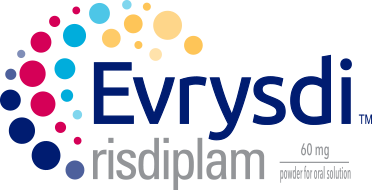 Evrysdi™
risdiplam
60 mg
powder for oral solution